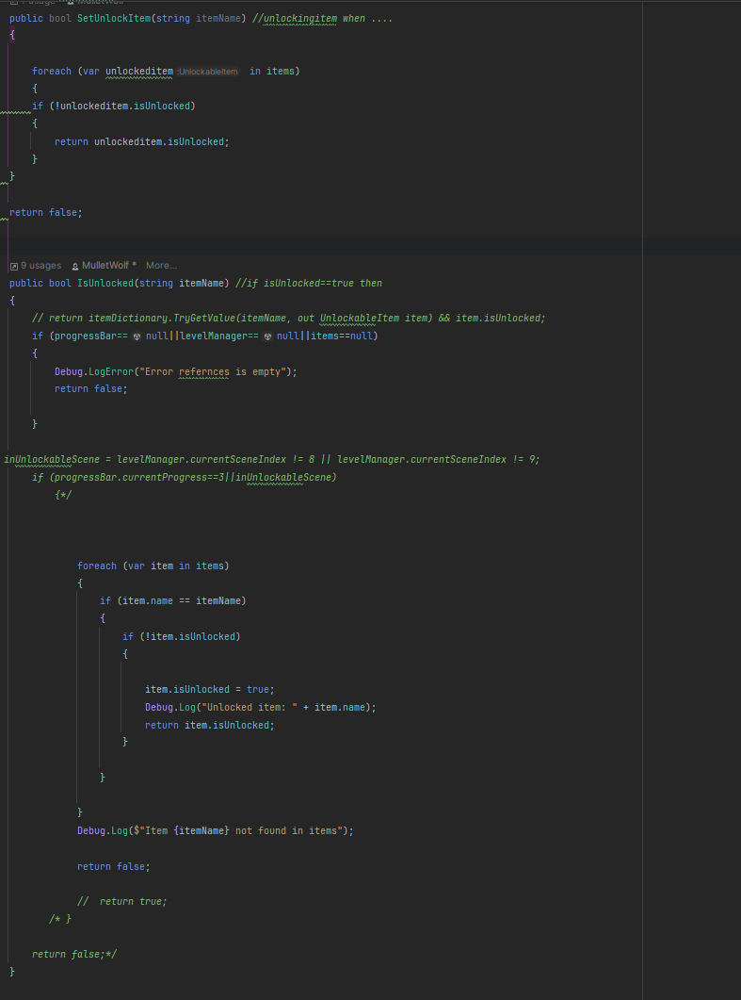 MulletWolf
public bool SetUnlockItem(string itemName) //unlockingitem when ....
{
foreach (var unlockeditem :UnlockableItem in items)
{
if (!unlockeditem.isUnlocked)
{
return unlockeditem.isUnlocked;
}
}
return false;
9 usages MulletWolf * More...
public bool IsUnlocked(string itemName) //if isUnlocked==true then
{
// return itemDictionary.TryGetValue(itemName, out UnlockableItem item) && item.isUnlocked;
if (progressBar== null||levelManager== null||items==null)
{
Debug.LogError("Error refernces is empty");
return false;
}
inUnlockableScene = levelManager.currentSceneIndex != 8 || levelManager.currentSceneIndex != 9;
if (progressBar.currentProgress==3||inUnlockableScene)
{*/
foreach (var item in items)
{
if (item.name == itemName)
{
if (!item.isUnlocked)
{
item.isUnlocked = true;
Debug.Log("Unlocked item: " + item.name);
return item.isUnlocked;
}
}
}
Debug.Log($"Item {itemName} not found in items");
return false;
// return true;
/* }
return false;*/
}